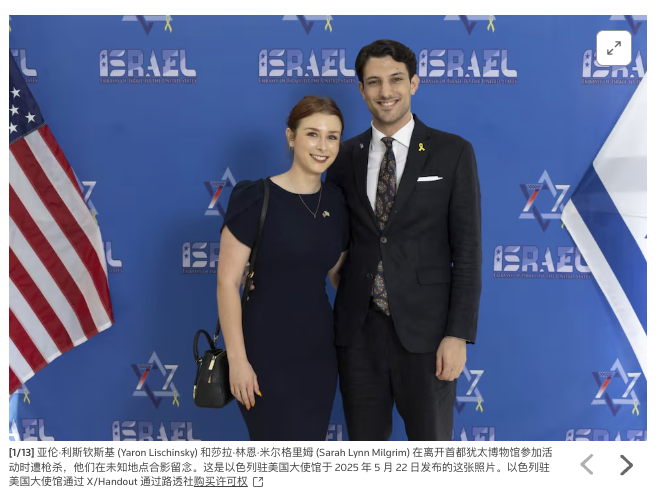 ISRAEL
ISRAEL
ISRAEL
ISRAEL
ISRAEL
[1/13] 亚伦·利斯钦斯基 (Yaron Lischinsky) 和莎拉·林恩·米尔格里姆 (Sarah Lynn Milgrim) 在离开首都犹太博物馆参加活
动时遭枪杀，他们在未知地点合影留念。这是以色列驻美国大使馆于 2025 年 5 月 22 日发布的这张照片。以色列驻
美国大使馆通过 X/Handout 通过路透社购买许可权